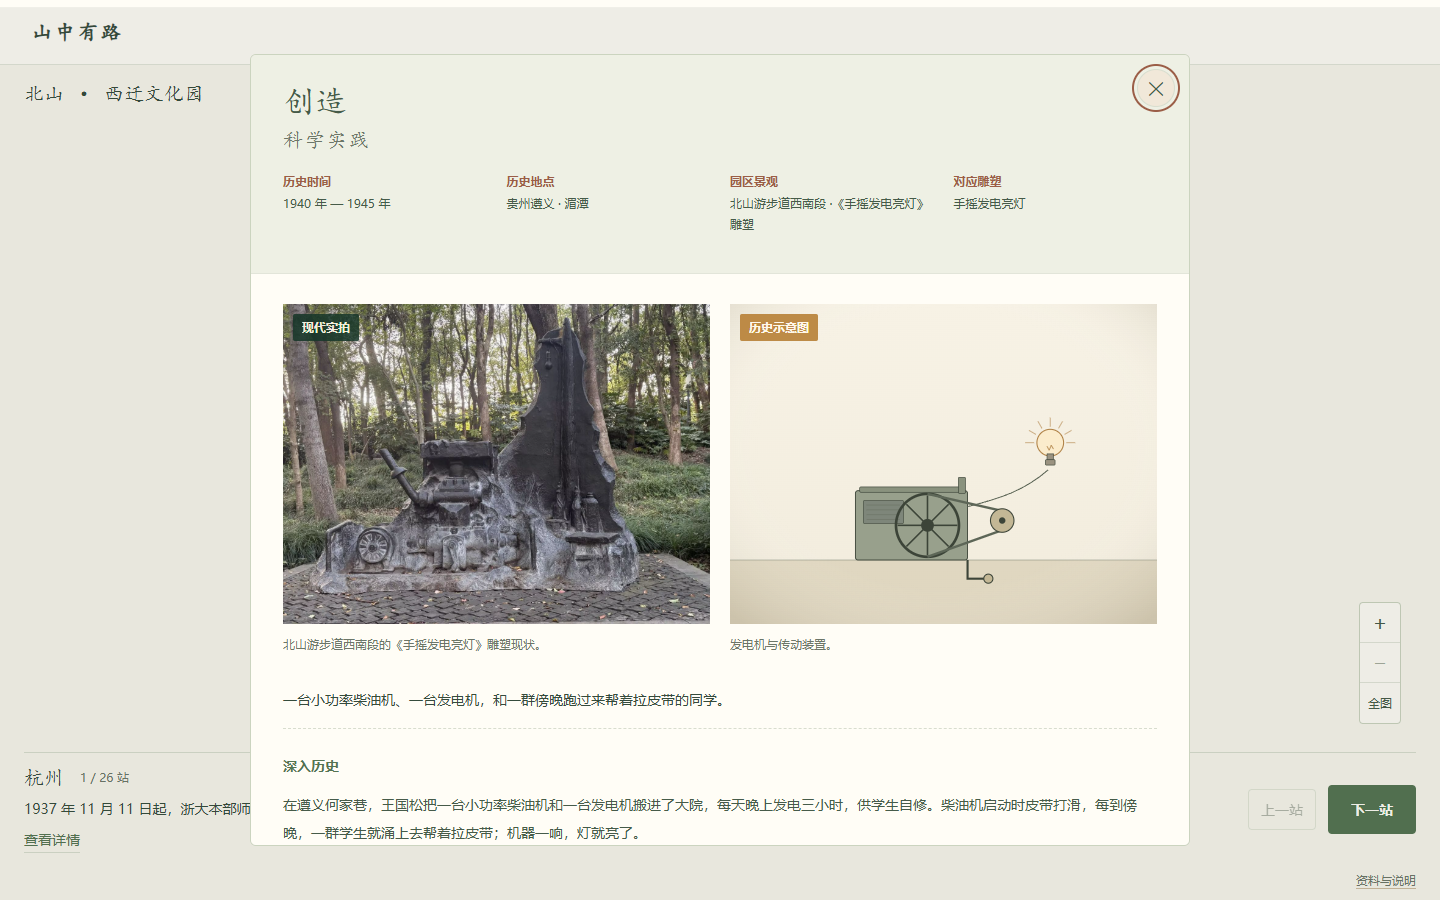 山中有路
北山 • 西迁文化园
创造
科学实践
历史时间
1940 年 — 1945 年
历史地点
贵州遵义 · 湄潭
园区景观
北山游步道西南段 ·《手摇发电亮灯》
雕塑
对应雕塑
手摇发电亮灯
现代实拍
历史示意图
北山游步道西南段的《手摇发电亮灯》雕塑现状。
发电机与传动装置。
一台小功率柴油机、一台发电机，和一群傍晚跑过来帮着拉皮带的同学。
深入历史
在遵义何家巷，王国松把一台小功率柴油机和一台发电机搬进了大院，每天晚上发电三小时，供学生自修。柴油机启动时皮带打滑，每到傍
晚，一群学生就涌上去帮着拉皮带；机器一响，灯就亮了。
+
−
全图
杭州 1 / 26 站
1937 年 11 月 11 日起，浙大本部师
查看详情
上一站
下一站
资料与说明